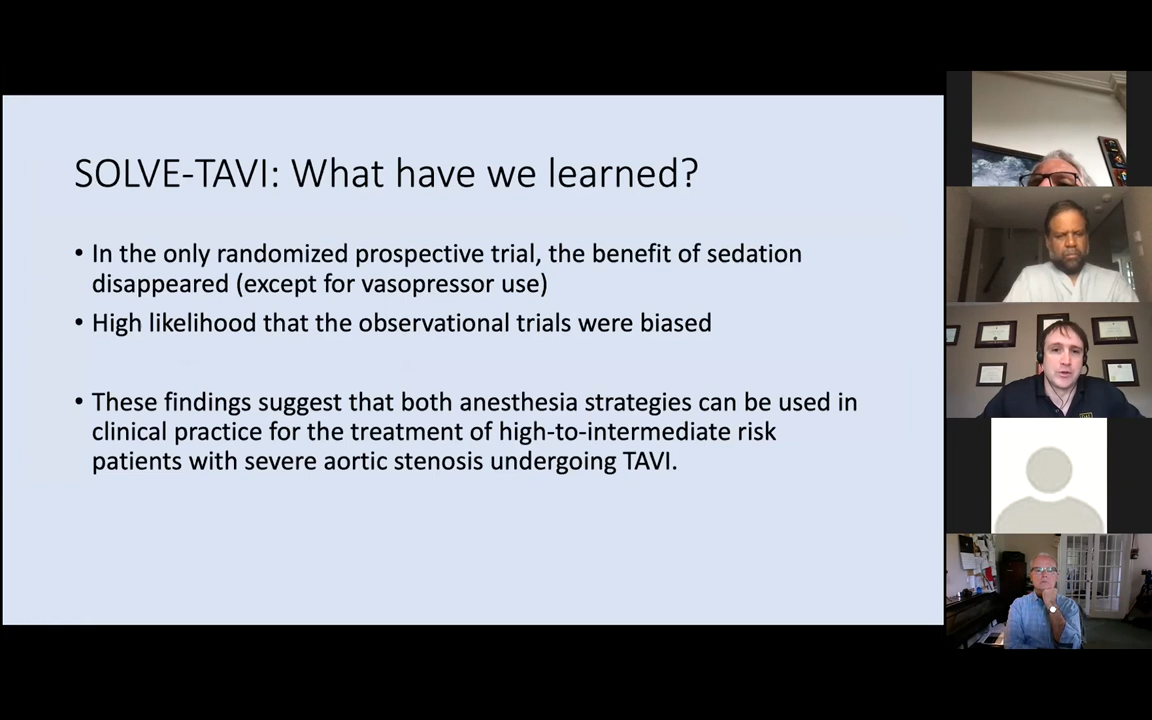 SOLVE-TAVI: What have we learned?
• In the only randomized prospective trial, the benefit of sedation
disappeared (except for vasopressor use)
• High likelihood that the observational trials were biased
• These findings suggest that both anesthesia strategies can be used in
clinical practice for the treatment of high-to-intermediate risk
patients with severe aortic stenosis undergoing TAVI.